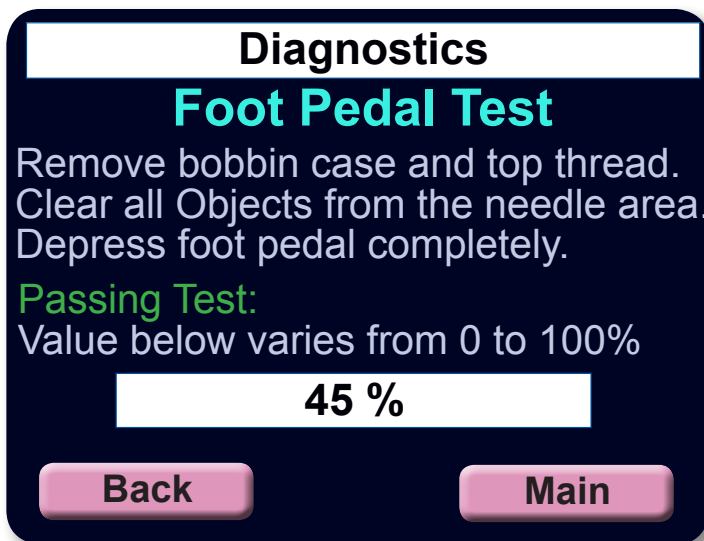 Diagnostics
Foot Pedal Test
Remove bobbin case and top thread.
Clear all Objects from the needle area.
Depress foot pedal completely.
Passing Test:
Value below varies from 0 to 100%
45 %
Back
Main